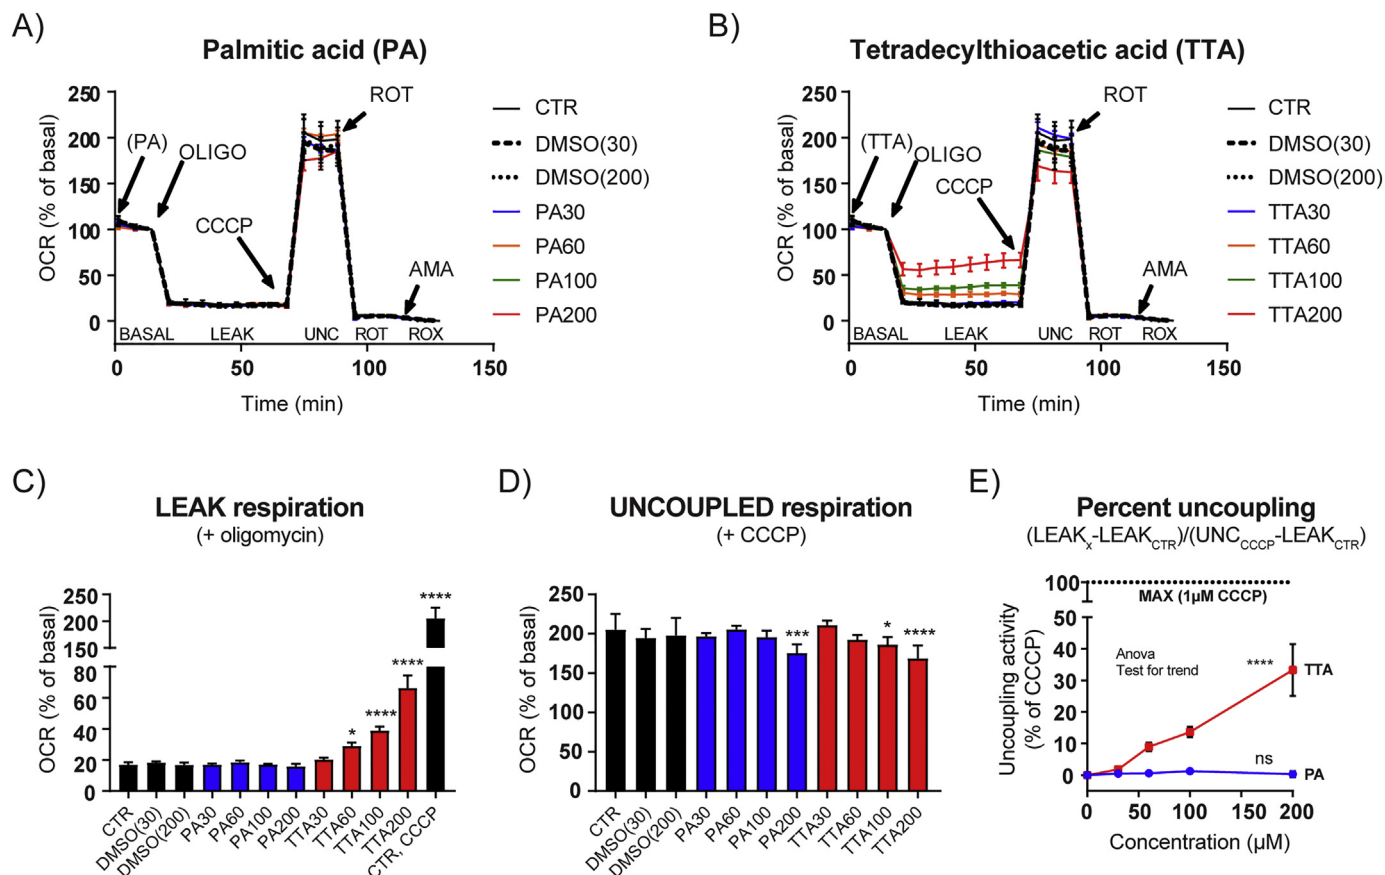 A)
Palmitic acid (PA)
OCR (% of basal)
250
200
150
100
50
0
(PA)
OLIGO
CCCP
ROT
AMA
BASAL
LEAK
UNC
ROT
ROX
0
50
100
150
Time (min)
CTR
DMSO(30)
DMSO(200)
PA30
PA60
PA100
PA200
B)
Tetradecylthioacetic acid (TTA)
OCR (% of basal)
250
200
150
100
50
0
(TTA)
OLIGO
CCCP
ROT
AMA
BASAL
LEAK
UNC
ROT
ROX
0
50
100
150
Time (min)
CTR
DMSO(30)
DMSO(200)
TTA30
TTA60
TTA100
TTA200
C)
LEAK respiration
(+ oligomycin)
OCR (% of basal)
250
200
150
80
60
40
20
0
*
****
****
****
CTR
DMSO(30)
DMSO(200)
PA30
PA60
PA100
PA200
TTA30
TTA60
TTA100
TTA200
CTR, CCCP
D)
UNCOUPLED respiration
(+ CCCP)
OCR (% of basal)
250
200
150
100
50
0
***
*
****
CTR
DMSO(30)
DMSO(200)
PA30
PA60
PA100
PA200
TTA30
TTA60
TTA100
TTA200
E)
Percent uncoupling
(LEAKx-LEAKCTR)/(UNCCCCP-LEAKCTR)
Uncoupling activity
(% of CCCP)
100
50
40
30
20
10
0
MAX (1µM CCCP)
Anova
Test for trend
****
TTA
ns
PA
0
50
100
150
200
Concentration (µM)